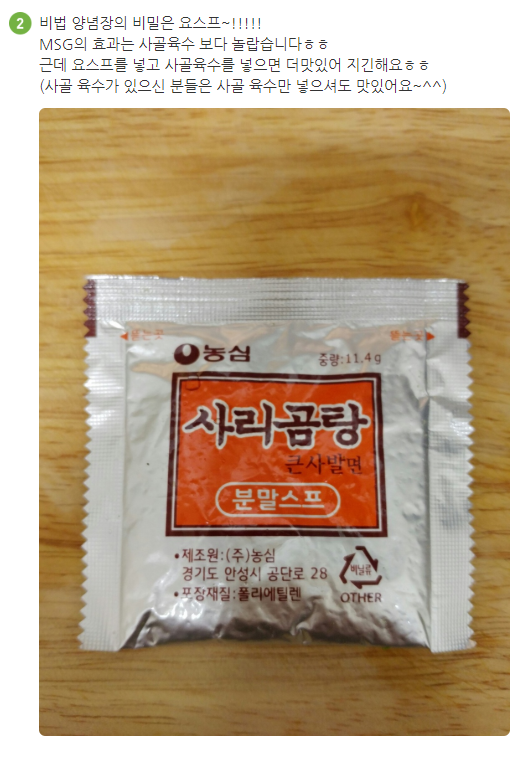 2
비법 양념장의 비밀은 요스프~!!!!!
MSG의 효과는 사골육수 보다 놀랍습니다ㅎㅎ
근데 요스프를 넣고 사골육수를 넣으면 더맛있어 지긴해요ㅎㅎ
(사골 육수가 있으신 분들은 사골 육수만 넣으셔도 맛있어요~^^)
◀뜯는곳
뜯는곳▶
농심
중량:11.4g
사리곰탕
큰사발면
분말스프
•제조원:(주)농심
경기도 안성시 공단로 28
•포장재질:폴리에틸렌
비닐류
OTHER